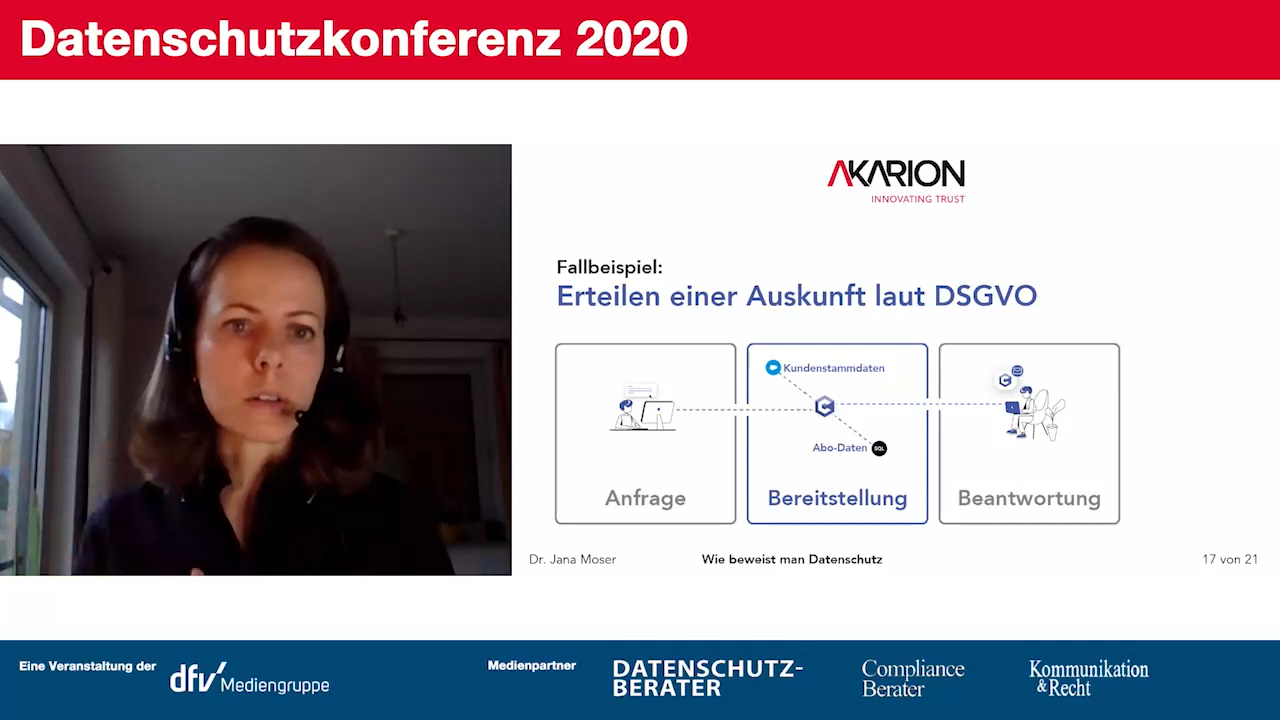 Datenschutzkonferenz 2020
AKARION
INNOVATING TRUST
Fallbeispiel:
Erteilen einer Auskunft laut DSGVO
Kundenstammdaten
Abo-Daten SQL
Anfrage
Bereitstellung
Beantwortung
Dr. Jana Moser
Wie beweist man Datenschutz
17 von 21
Eine Veranstaltung der
dfv Mediengruppe
Medienpartner
DATENSCHUTZ-
BERATER
Compliance
Berater
Kommunikation
& Recht